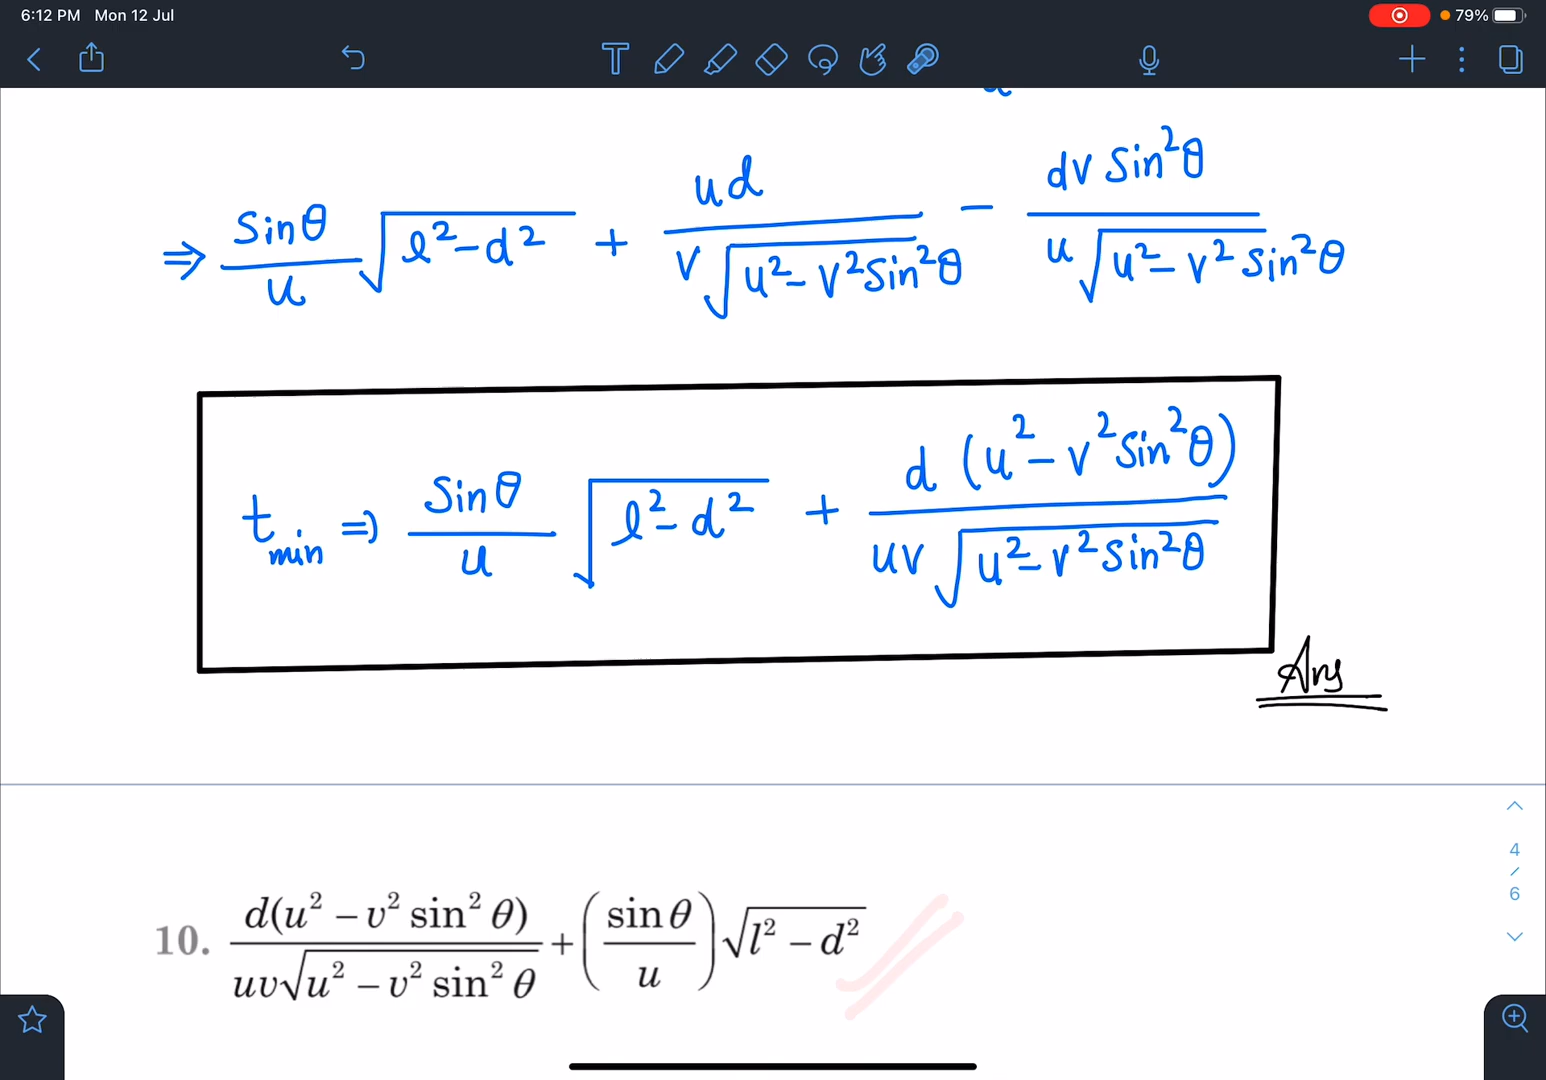 6:12 PM Mon 12 Jul
79%
T
⇒ Sinθ/u √(l²-d²) + ud/(v√(u²-v²Sin²θ)) - dv Sin²θ/(u√(u²-v²Sin²θ))
t_min ⇒ Sinθ/u √(l²-d²) + d(u²-v²Sin²θ)/(uv√(u²-v²Sin²θ))
Ans
4
/
6
10. d(u² – v² sin² θ)/(uv√(u² – v² sin² θ)) + (sinθ/u)√(l² – d²)